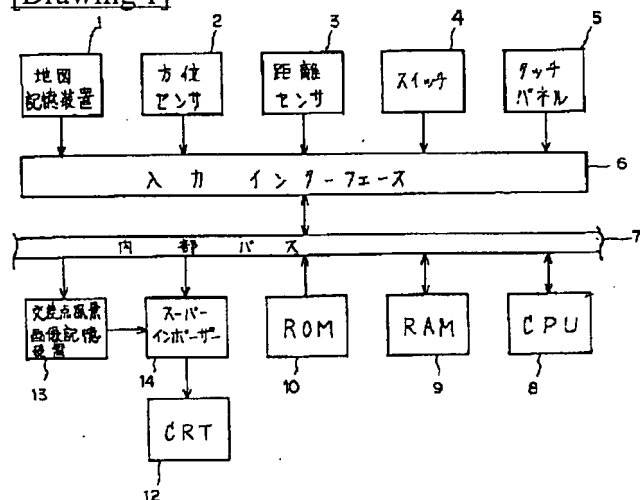 [Drawing 1]
1
2
3
4
5
地図
記憶装置
方位
センサ
距離
センサ
スイッチ
タッチ
パネル
入力インターフェース
6
内部バス
7
交差点風景
画像記憶
装置
スーパー
インポーザー
ROM
RAM
CPU
13
14
10
9
8
CRT
12